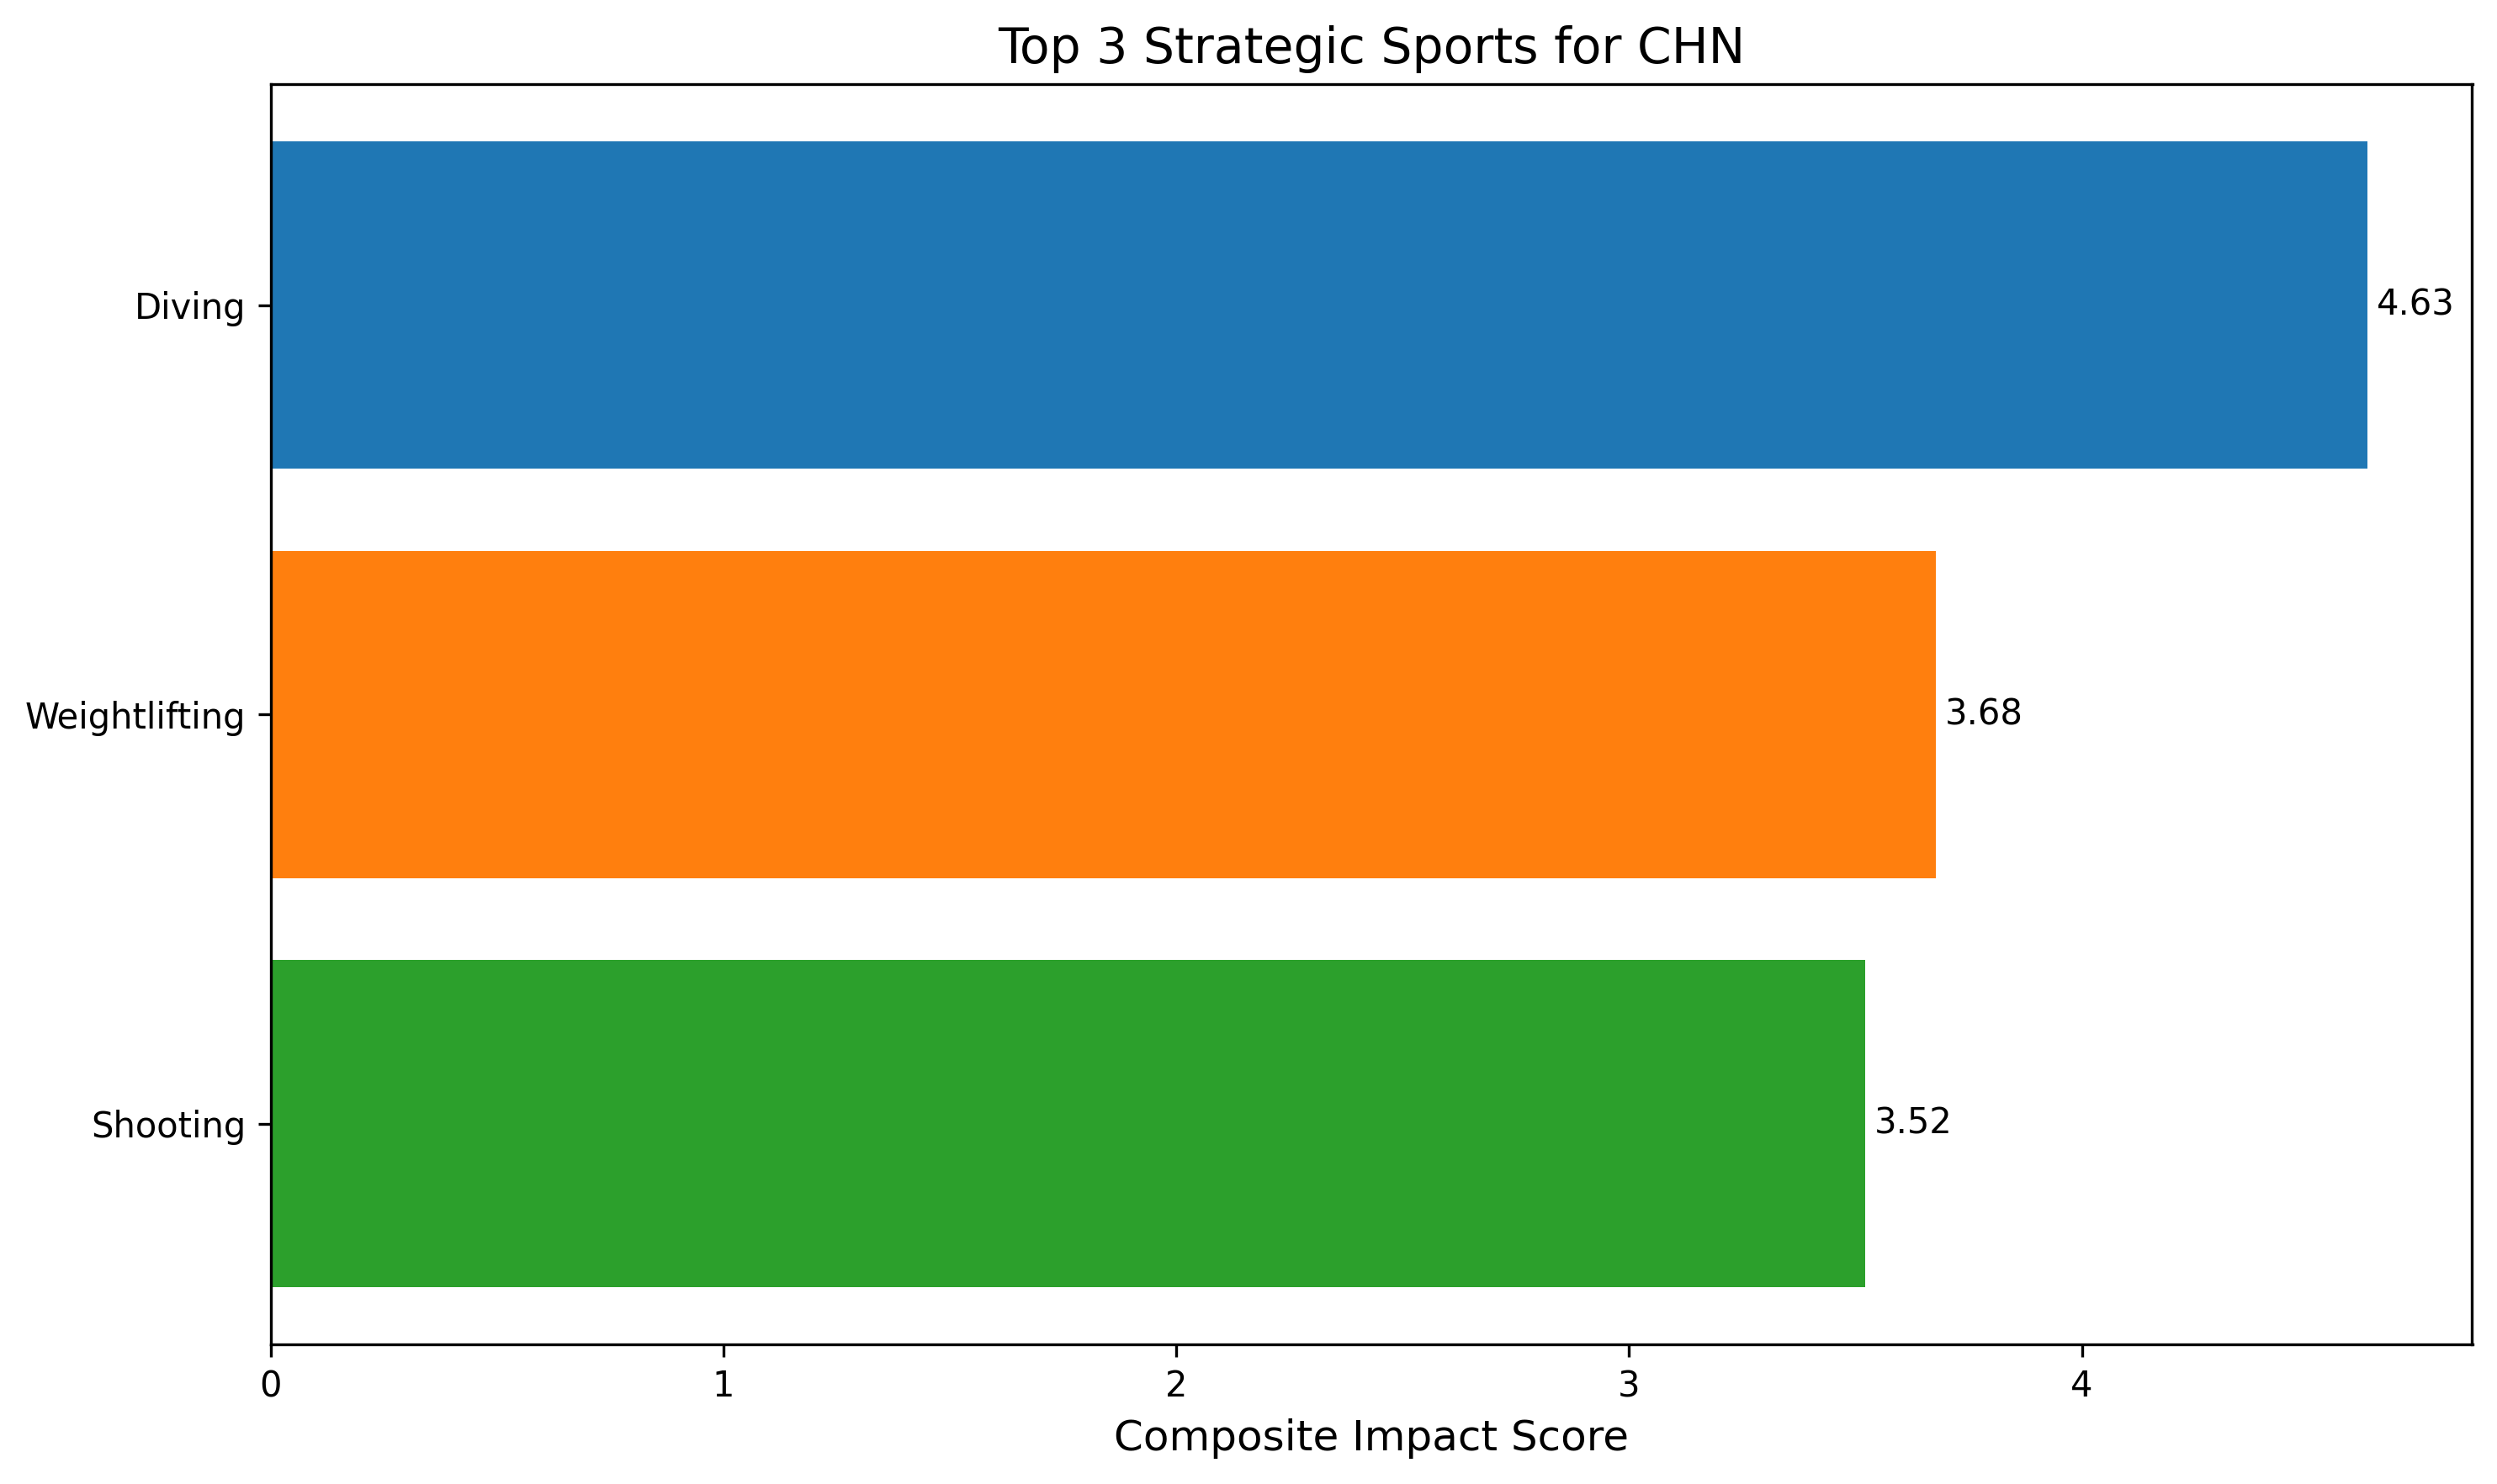 Top 3 Strategic Sports for CHN
Diving
4.63
Weightlifting
3.68
Shooting
3.52
0 1 2 3 4
Composite Impact Score